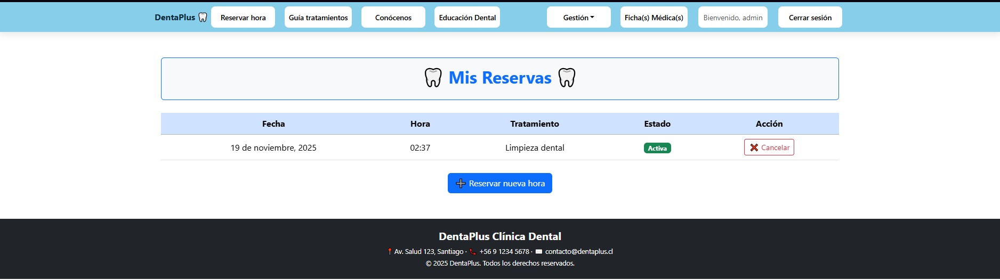 DentaPlus 🦷 Reservar hora Guía tratamientos Conócenos Educación Dental Gestión Ficha(s) Médica(s) Bienvenido, admin Cerrar sesión
🦷 Mis Reservas 🦷
Fecha Hora Tratamiento Estado Acción
19 de noviembre, 2025 02:37 Limpieza dental Activa ❌ Cancelar
➕ Reservar nueva hora
DentaPlus Clínica Dental
📍 Av. Salud 123, Santiago · 📞 +56 9 1234 5678 · ✉️ contacto@dentaplus.cl
© 2025 DentaPlus. Todos los derechos reservados.